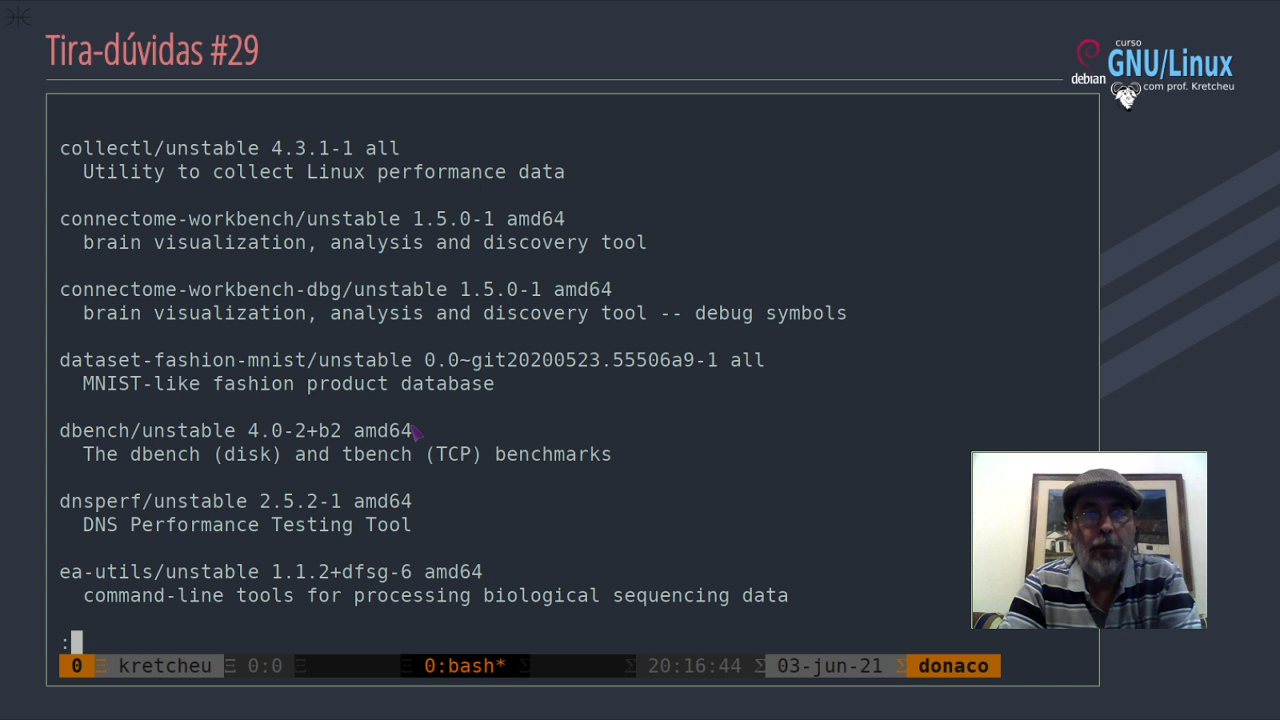 Tira-dúvidas #29
curso
GNU/Linux
debian
com prof. Kretcheu
collectl/unstable 4.3.1-1 all
Utility to collect Linux performance data
connectome-workbench/unstable 1.5.0-1 amd64
brain visualization, analysis and discovery tool
connectome-workbench-dbg/unstable 1.5.0-1 amd64
brain visualization, analysis and discovery tool -- debug symbols
dataset-fashion-mnist/unstable 0.0~git20200523.55506a9-1 all
MNIST-like fashion product database
dbench/unstable 4.0-2+b2 amd64
The dbench (disk) and tbench (TCP) benchmarks
dnsperf/unstable 2.5.2-1 amd64
DNS Performance Testing Tool
ea-utils/unstable 1.1.2+dfsg-6 amd64
command-line tools for processing biological sequencing data
:
0 Ξ kretcheu Ξ 0:0 Ξ 0:bash* Σ Σ 20:16:44 Σ 03-jun-21 Σ donaco